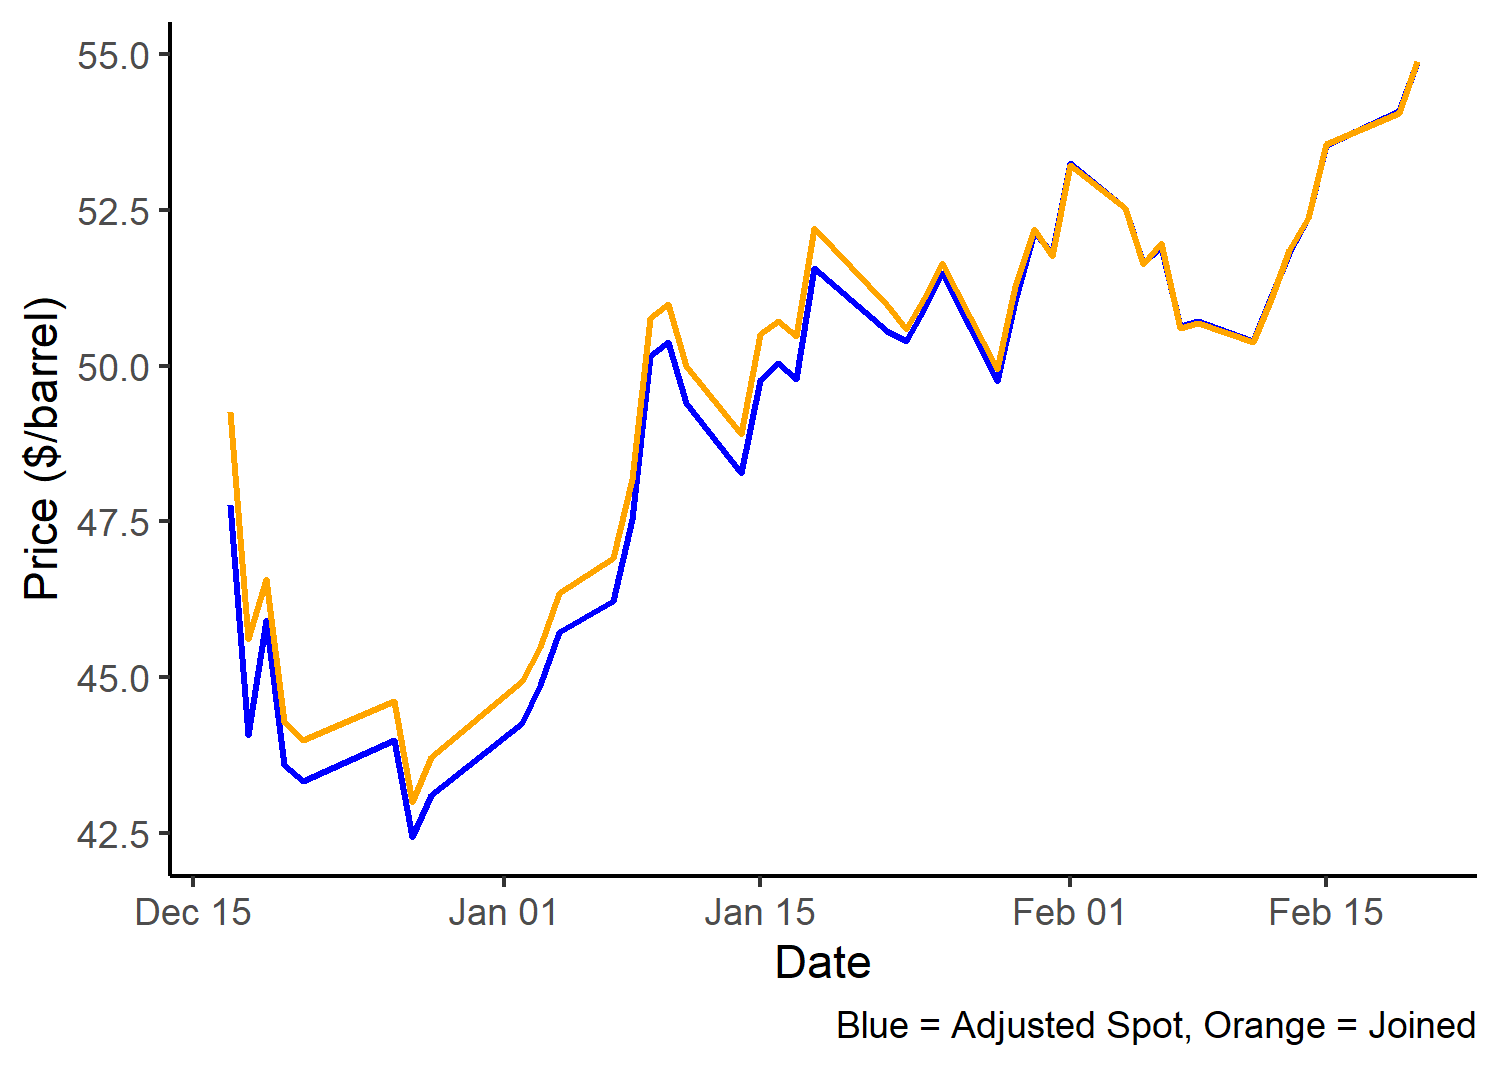 55.0
52.5
50.0
47.5
45.0
42.5
Price ($/barrel)
Dec 15 Jan 01 Jan 15 Feb 01 Feb 15
Date
Blue = Adjusted Spot, Orange = Joined